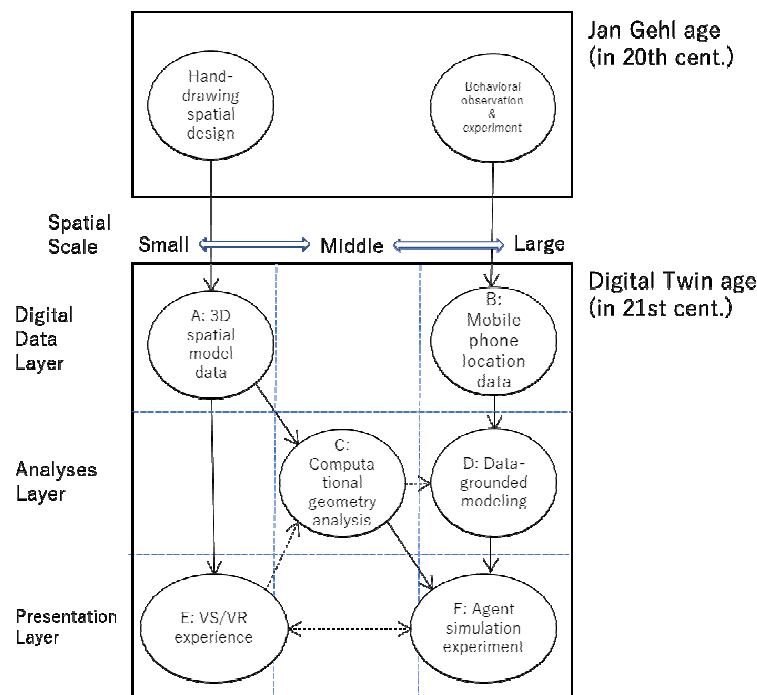 Jan Gehl age
(in 20th cent.)
Hand-
drawing
spatial
design
Behavioral
observation
&
experiment
Spatial
Scale
Small
Middle
Large
Digital Twin age
(in 21st cent.)
Digital
Data
Layer
A: 3D
spatial
model
data
B:
Mobile
phone
location
data
Analyses
Layer
C:
Computa
tional
geometry
analysis
D: Data-
grounded
modeling
Presentation
Layer
E: VS/VR
experience
F: Agent
simulation
experiment